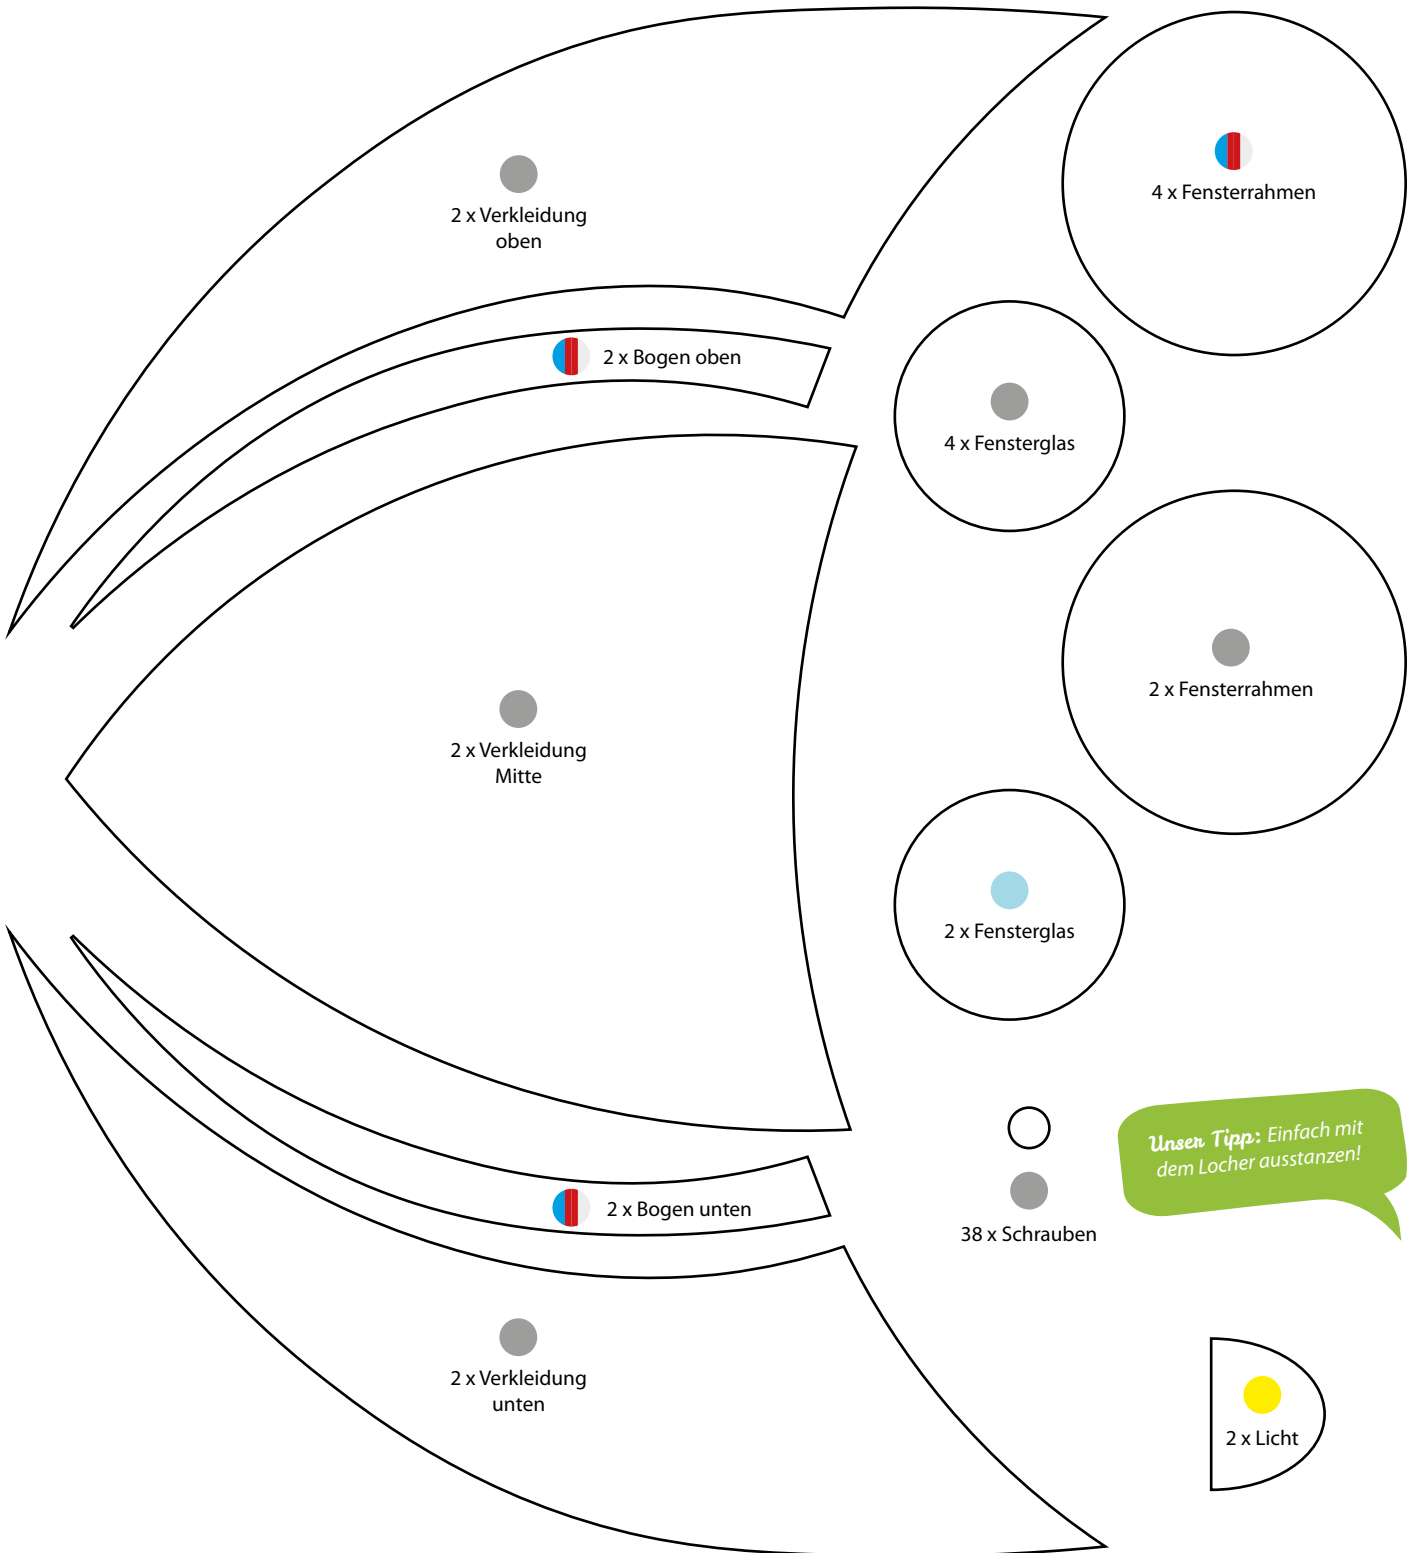 4 x Fensterrahmen
2 x Verkleidung
oben
2 x Bogen oben
4 x Fensterglas
2 x Fensterrahmen
2 x Verkleidung
Mitte
2 x Fensterglas
Unser Tipp: Einfach mit
dem Locher ausstanzen!
2 x Bogen unten
38 x Schrauben
2 x Verkleidung
unten
2 x Licht